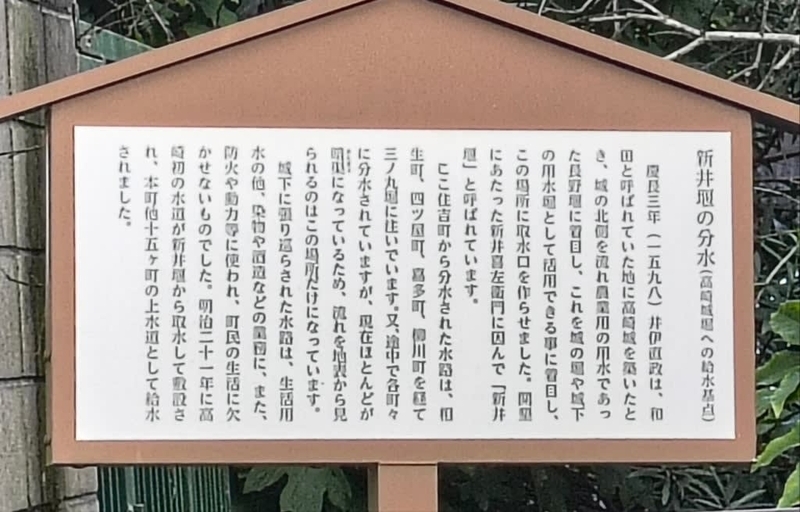 新井堰の分水(高崎城堀への給水基点)
慶長三年(一五九八)井伊直政は、和
田と呼ばれていた地に高崎城を築いたと
き、城の北側を流れ農業用の用水であっ
た長野堰に着目し、これを城の堀や城下
の用水堀として活用できる事に着目し、
この場所に取水口を作らせました。開墾
にあたった新井喜左衛門に因んで「新井
堰」と呼ばれています。
ここ住吉町から分水された水路は、相
生町、四ツ屋町、嘉多町、柳川町を経て
三ノ丸堀に注いでいます。又、途中で各町々
に分水されていますが、現在ほとんどが
暗渠になっているため、流れを地表から見
られるのはこの場所だけになっています。
城下に張り巡らされた水路は、生活用
水の他、染物や酒造などの業務に、また、
防火や動力等に使われ、町民の生活に欠
かせないものでした。明治二十一年に高
崎初の水道が新井堰から取水して敷設さ
れ、本町他十五ヶ町の上水道として給水
されました。